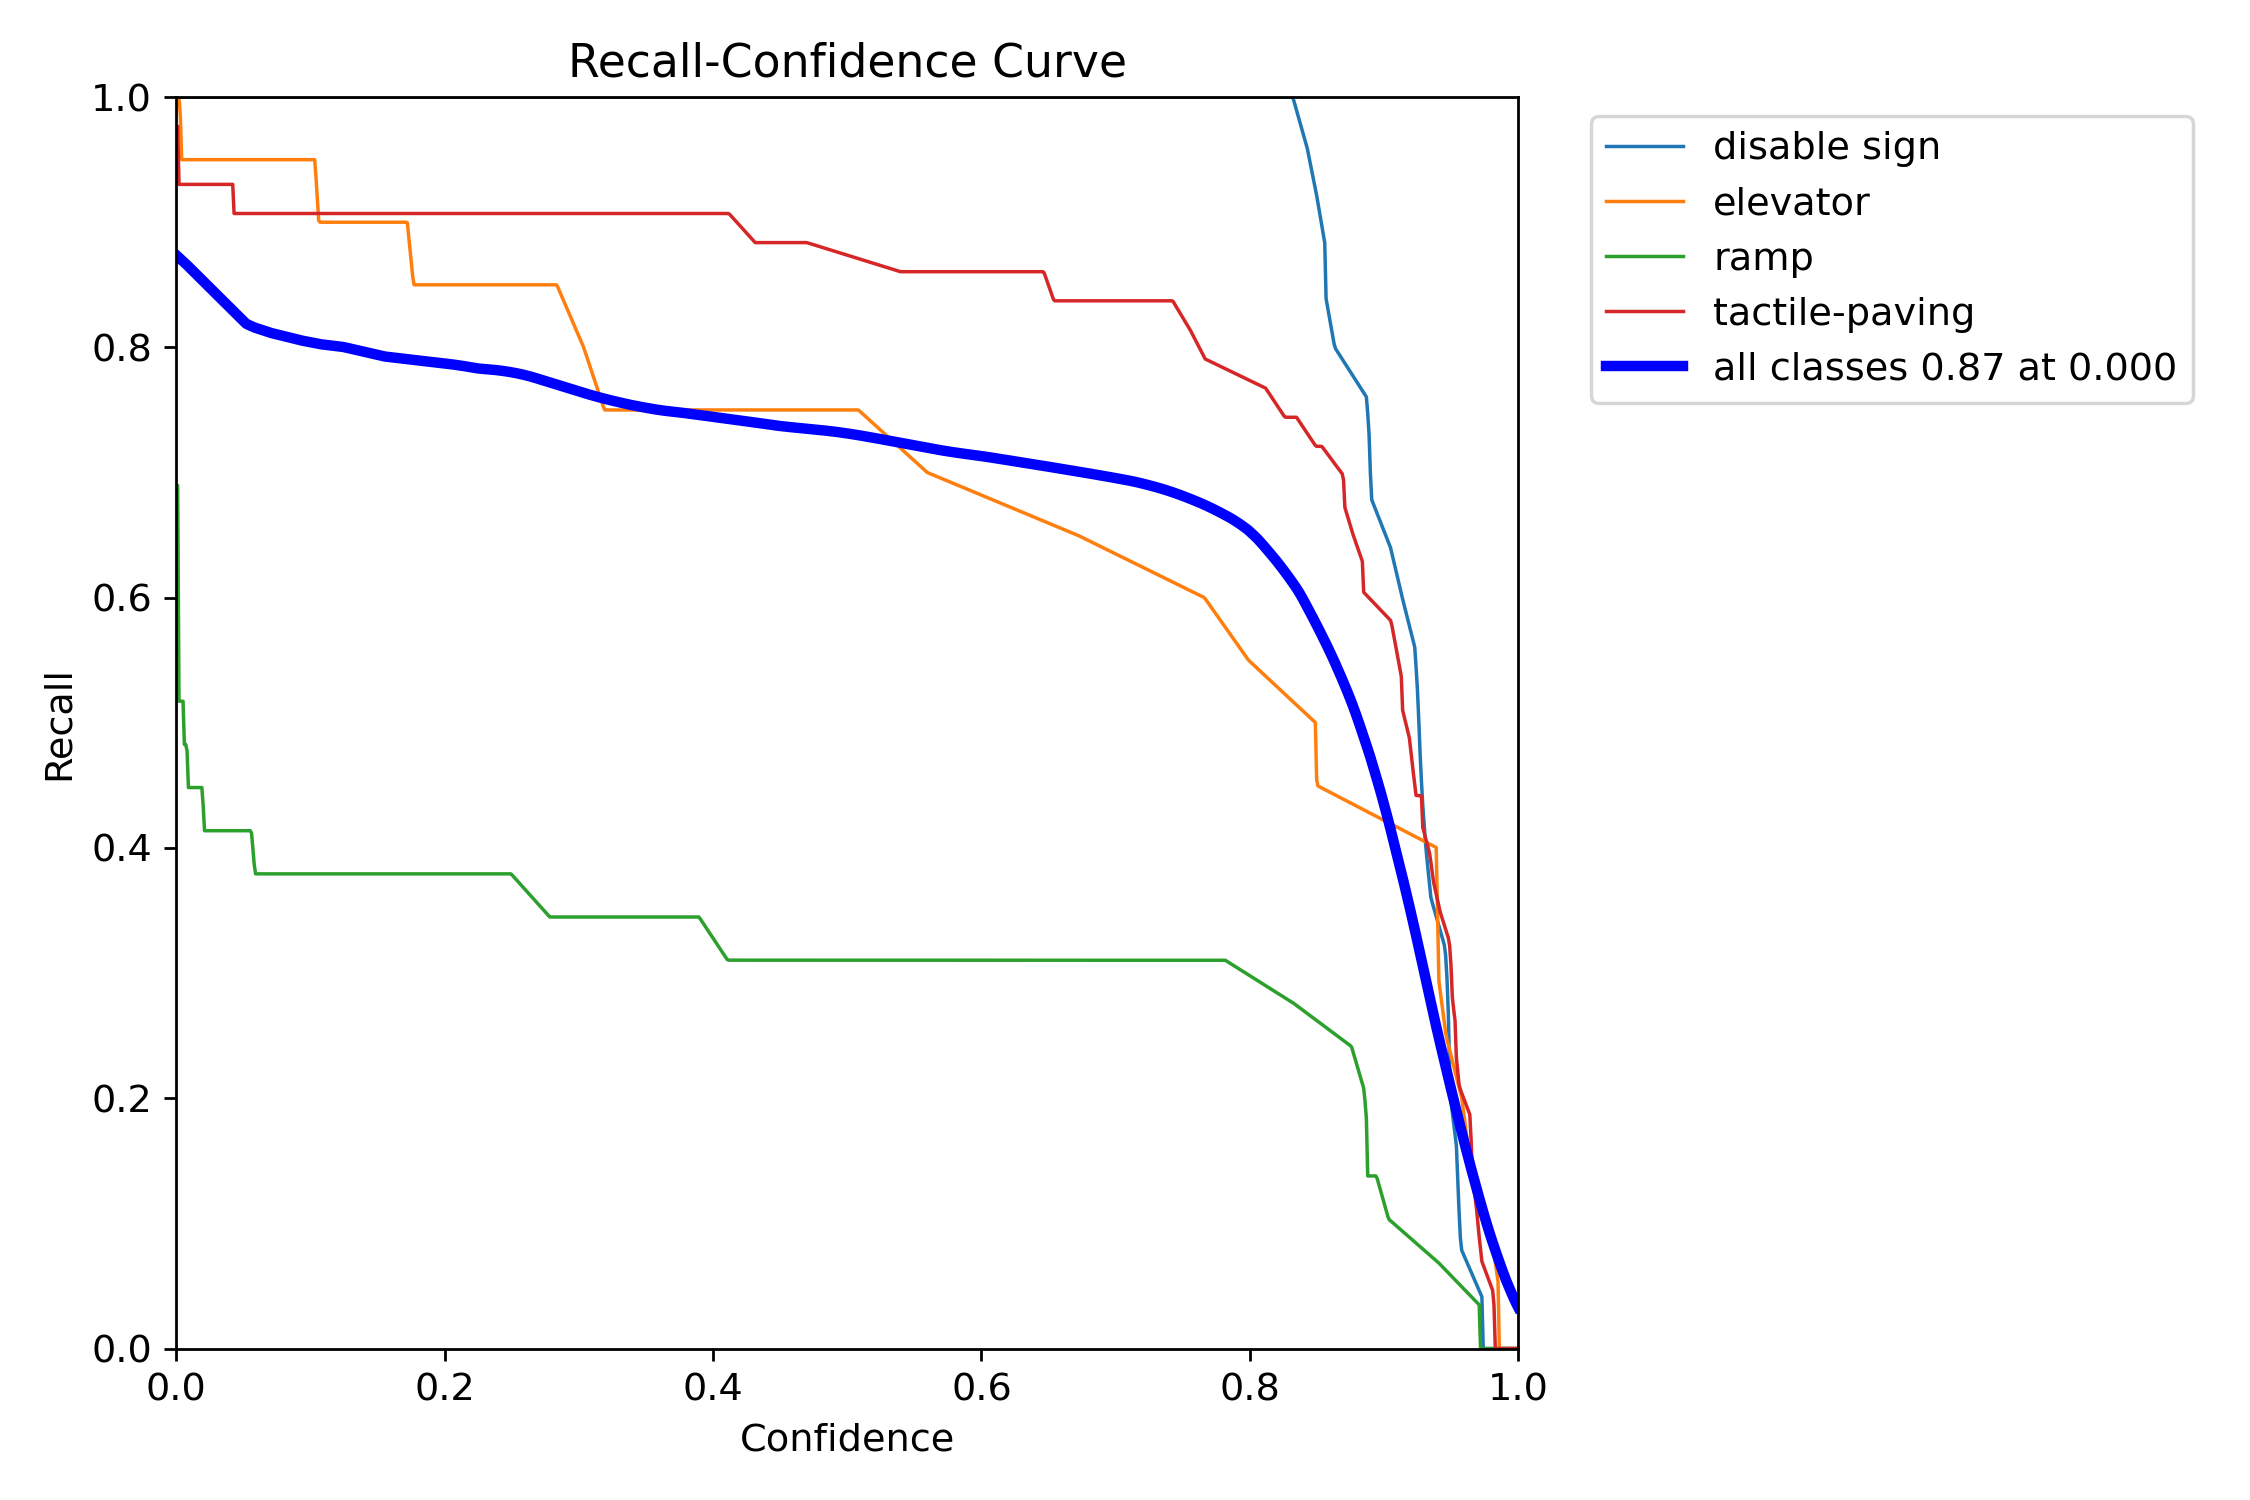 Recall-Confidence Curve
1.0
0.8
0.6
0.4
0.2
0.0
Recall
0.0 0.2 0.4 0.6 0.8 1.0
Confidence
disable sign
elevator
ramp
tactile-paving
all classes 0.87 at 0.000